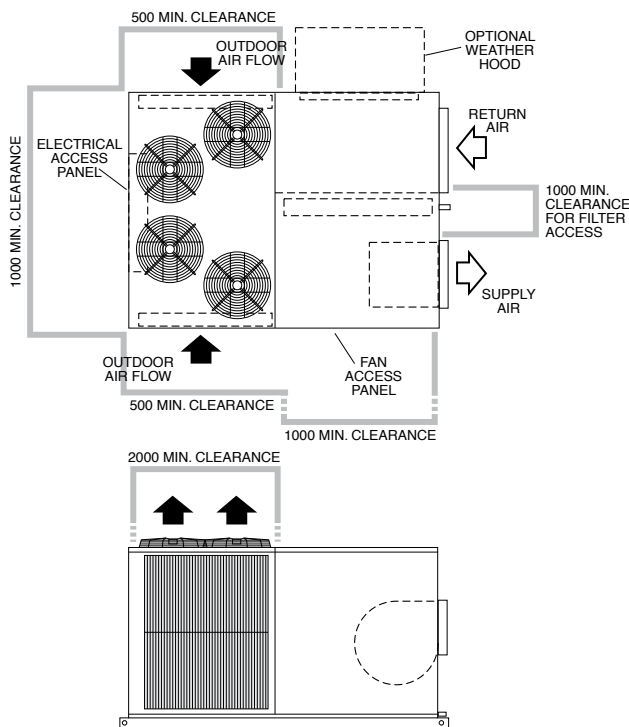 500 MIN. CLEARANCE
OUTDOOR
AIR FLOW
OPTIONAL
WEATHER
HOOD
RETURN
AIR
ELECTRICAL
ACCESS
PANEL
1000 MIN. CLEARANCE
1000 MIN.
CLEARANCE
FOR FILTER
ACCESS
SUPPLY
AIR
OUTDOOR
AIR FLOW
FAN
ACCESS
PANEL
500 MIN. CLEARANCE
1000 MIN. CLEARANCE
2000 MIN. CLEARANCE